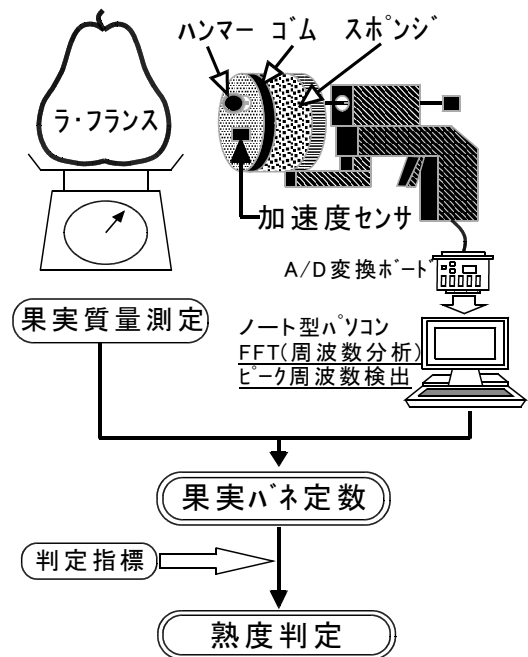 ハンマー ゴム スポンジ
ラ・フランス
加速度センサ
A/D変換ボード
果実質量測定
ノート型パソコン
FFT(周波数分析)
ピーク周波数検出
果実バネ定数
判定指標
熟度判定